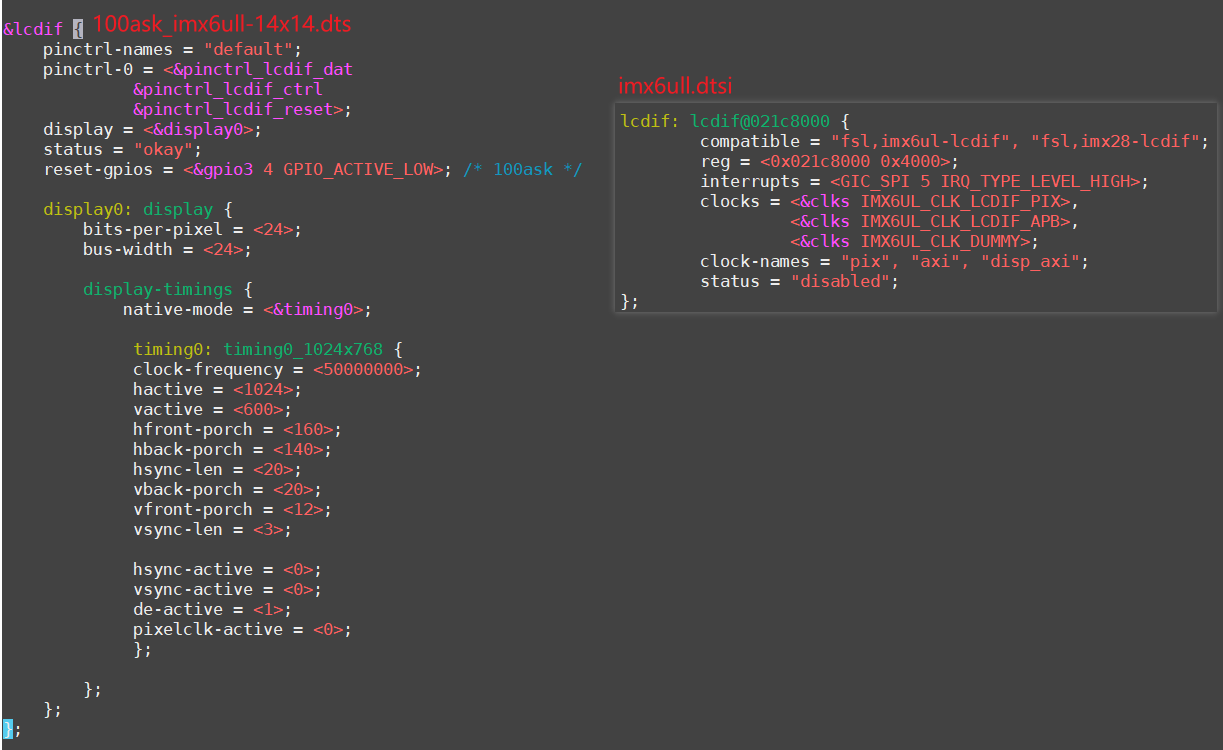 100ask_imx6ull-14x14.dts
&lcdif {
    pinctrl-names = "default";
    pinctrl-0 = <&pinctrl_lcdif_dat
             &pinctrl_lcdif_ctrl
             &pinctrl_lcdif_reset>;
    display = <&display0>;
    status = "okay";
    reset-gpios = <&gpio3 4 GPIO_ACTIVE_LOW>; /* 100ask */

    display0: display {
        bits-per-pixel = <24>;
        bus-width = <24>;

        display-timings {
            native-mode = <&timing0>;

             timing0: timing0_1024x768 {
             clock-frequency = <50000000>;
             hactive = <1024>;
             vactive = <600>;
             hfront-porch = <160>;
             hback-porch = <140>;
             hsync-len = <20>;
             vback-porch = <20>;
             vfront-porch = <12>;
             vsync-len = <3>;

             hsync-active = <0>;
             vsync-active = <0>;
             de-active = <1>;
             pixelclk-active = <0>;
             };

        };
    };
};
imx6ull.dtsi
lcdif: lcdif@021c8000 {
        compatible = "fsl,imx6ul-lcdif", "fsl,imx28-lcdif";
        reg = <0x021c8000 0x4000>;
        interrupts = <GIC_SPI 5 IRQ_TYPE_LEVEL_HIGH>;
        clocks = <&clks IMX6UL_CLK_LCDIF_PIX>,
                 <&clks IMX6UL_CLK_LCDIF_APB>,
                 <&clks IMX6UL_CLK_DUMMY>;
        clock-names = "pix", "axi", "disp_axi";
        status = "disabled";
};